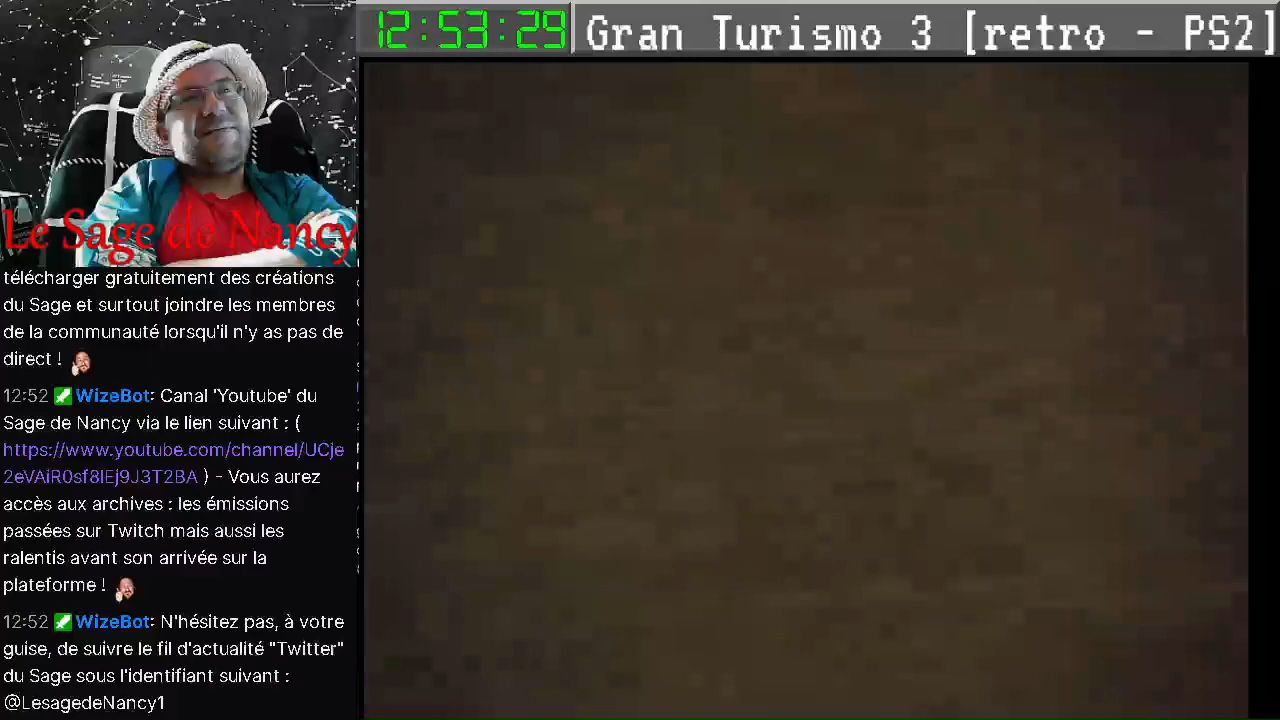 12:53:29
Gran Turismo 3 [retro - PS2]
Le Sage de Nancy
télécharger gratuitement des créations
du Sage et surtout joindre les membres
de la communauté lorsqu'il n'y as pas de
direct !
12:52 WizeBot: Canal 'Youtube' du
Sage de Nancy via le lien suivant : (
https://www.youtube.com/channel/UCje
2eVAiR0sf8lEj9J3T2BA ) - Vous aurez
accès aux archives : les émissions
passées sur Twitch mais aussi les
ralentis avant son arrivée sur la
plateforme !
12:52 WizeBot: N'hésitez pas, à votre
guise, de suivre le fil d'actualité "Twitter"
du Sage sous l'identifiant suivant :
@LesagedeNancy1